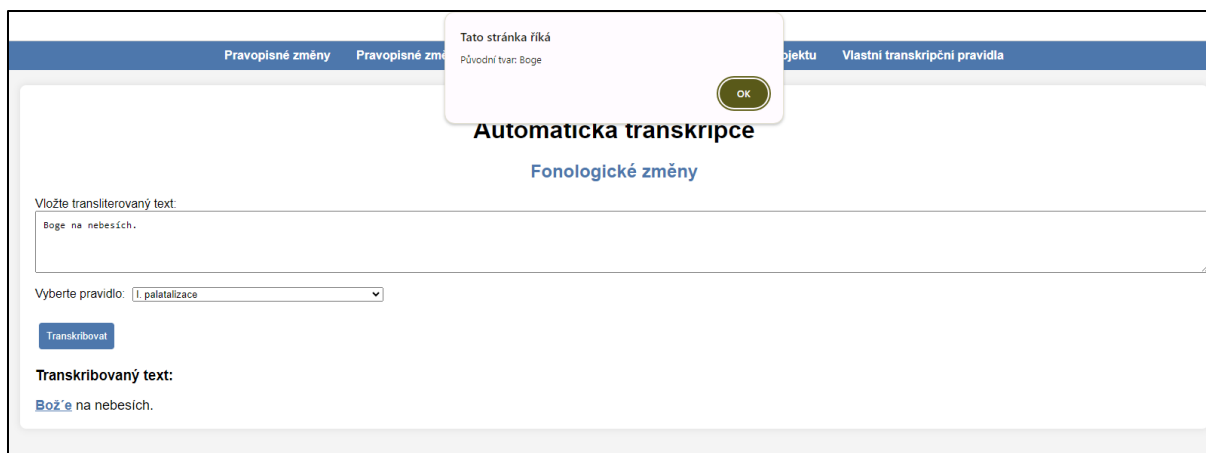 Tato stránka říká
Původní tvar: Boge
OK
Pravopisné změny Pravopisné změ ojektu Vlastní transkripční pravidla
Automatická transkripce
Fonologické změny
Vložte transliterovaný text:
Boge na nebesích.
Vyberte pravidlo: I. palatalizace
Transkribovat
Transkribovaný text:
Bož´e na nebesích.